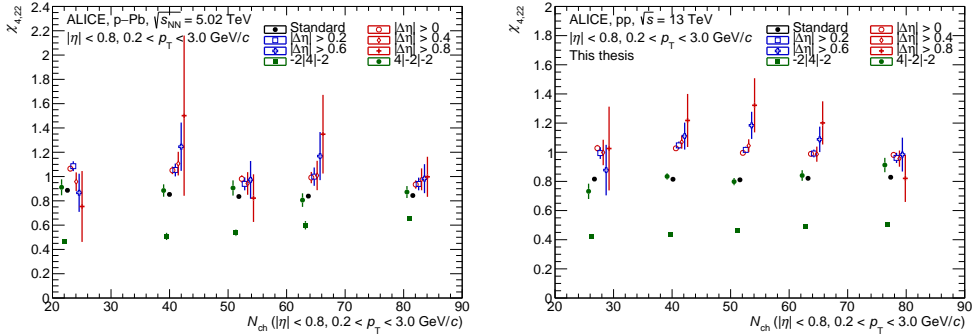 χ4,22
ALICE, p–Pb, √sNN = 5.02 TeV
|η| < 0.8, 0.2 < pT < 3.0 GeV/c
Standard
|Δη| > 0
|Δη| > 0.2
|Δη| > 0.4
|Δη| > 0.6
|Δη| > 0.8
-2|4|-2
4|-2|-2
2.4
2.2
2
1.8
1.6
1.4
1.2
1
0.8
0.6
0.4
0.2
0
20 30 40 50 60 70 80 90
Nch (|η| < 0.8, 0.2 < pT < 3.0 GeV/c)
χ4,22
ALICE, pp, √s = 13 TeV
|η| < 0.8, 0.2 < pT < 3.0 GeV/c
This thesis
Standard
|Δη| > 0
|Δη| > 0.2
|Δη| > 0.4
|Δη| > 0.6
|Δη| > 0.8
-2|4|-2
4|-2|-2
2
1.8
1.6
1.4
1.2
1
0.8
0.6
0.4
0.2
0
20 30 40 50 60 70 80 90
Nch (|η| < 0.8, 0.2 < pT < 3.0 GeV/c)